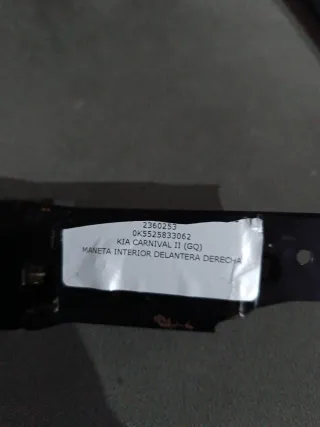 2360253
0K5525833062
KIA CARNIVAL II (GQ)
MANETA INTERIOR DELANTERA DERECHA